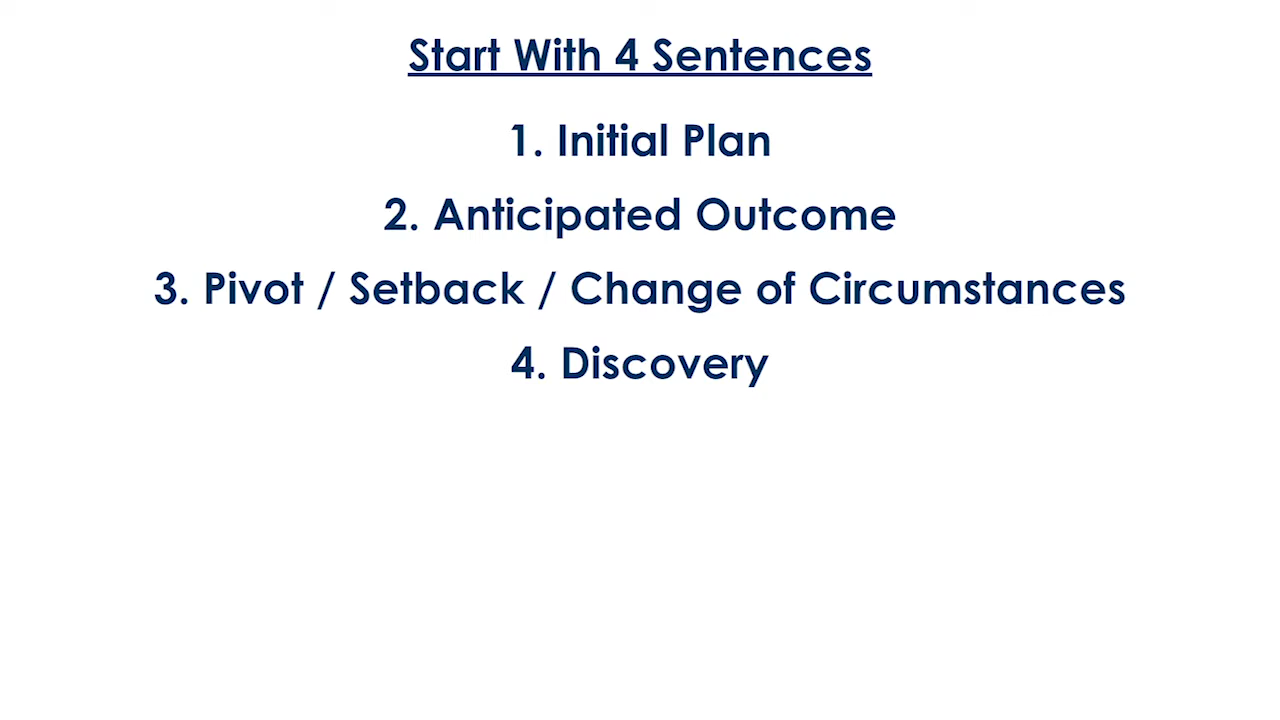 Start With 4 Sentences
1. Initial Plan
2. Anticipated Outcome
3. Pivot / Setback / Change of Circumstances
4. Discovery